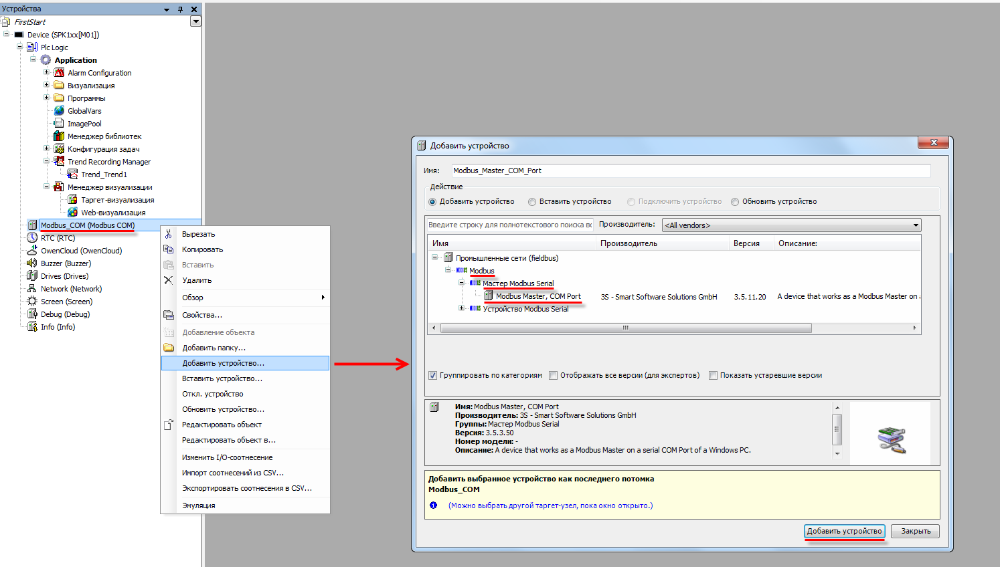 Устройства
FirstStart
Device (SPK1xx[M01])
Plc Logic
Application
Alarm Configuration
Визуализация
Программы
GlobalVars
ImagePool
Менеджер библиотек
Конфигурация задач
Trend Recording Manager
Trend_Trend1
Менеджер визуализации
Таргет-визуализация
Web-визуализация
Modbus_COM (Modbus COM)
RTC (RTC)
OwenCloud (OwenCloud)
Buzzer (Buzzer)
Drives (Drives)
Network (Network)
Screen (Screen)
Debug (Debug)
Info (Info)
Вырезать
Копировать
Вставить
Удалить
Обзор
Свойства...
Добавление объекта
Добавить папку...
Добавить устройство...
Вставить устройство...
Откл. устройство
Обновить устройство...
Редактировать объект
Редактировать объект в...
Изменить I/O-соотнесение
Импорт соотнесений из CSV...
Экспортировать соотнесения в CSV...
Эмуляция
Добавить устройство
Имя: Modbus_Master_COM_Port
Действие
Добавить устройство Вставить устройство Подключить устройство Обновить устройство
Введите строку для полнотекстового поиска вс Производитель: <All vendors>
Имя Производитель Версия Описание:
Промышленные сети (fieldbus)
Modbus
Мастер Modbus Serial
Modbus Master, COM Port 3S - Smart Software Solutions GmbH 3.5.11.20 A device that works as a Modbus Master on a
Устройство Modbus Serial
Группировать по категориям Отображать все версии (для экспертов) Показать устаревшие версии
Имя: Modbus Master, COM Port
Производитель: 3S - Smart Software Solutions GmbH
Группы: Мастер Modbus Serial
Версия: 3.5.3.50
Номер модели: -
Описание: A device that works as a Modbus Master on a serial COM Port of a Windows PC.
Добавить выбранное устройство как последнего потомка
Modbus_COM
(Можно выбрать другой таргет-узел, пока окно открыто.)
Добавить устройство Закрыть